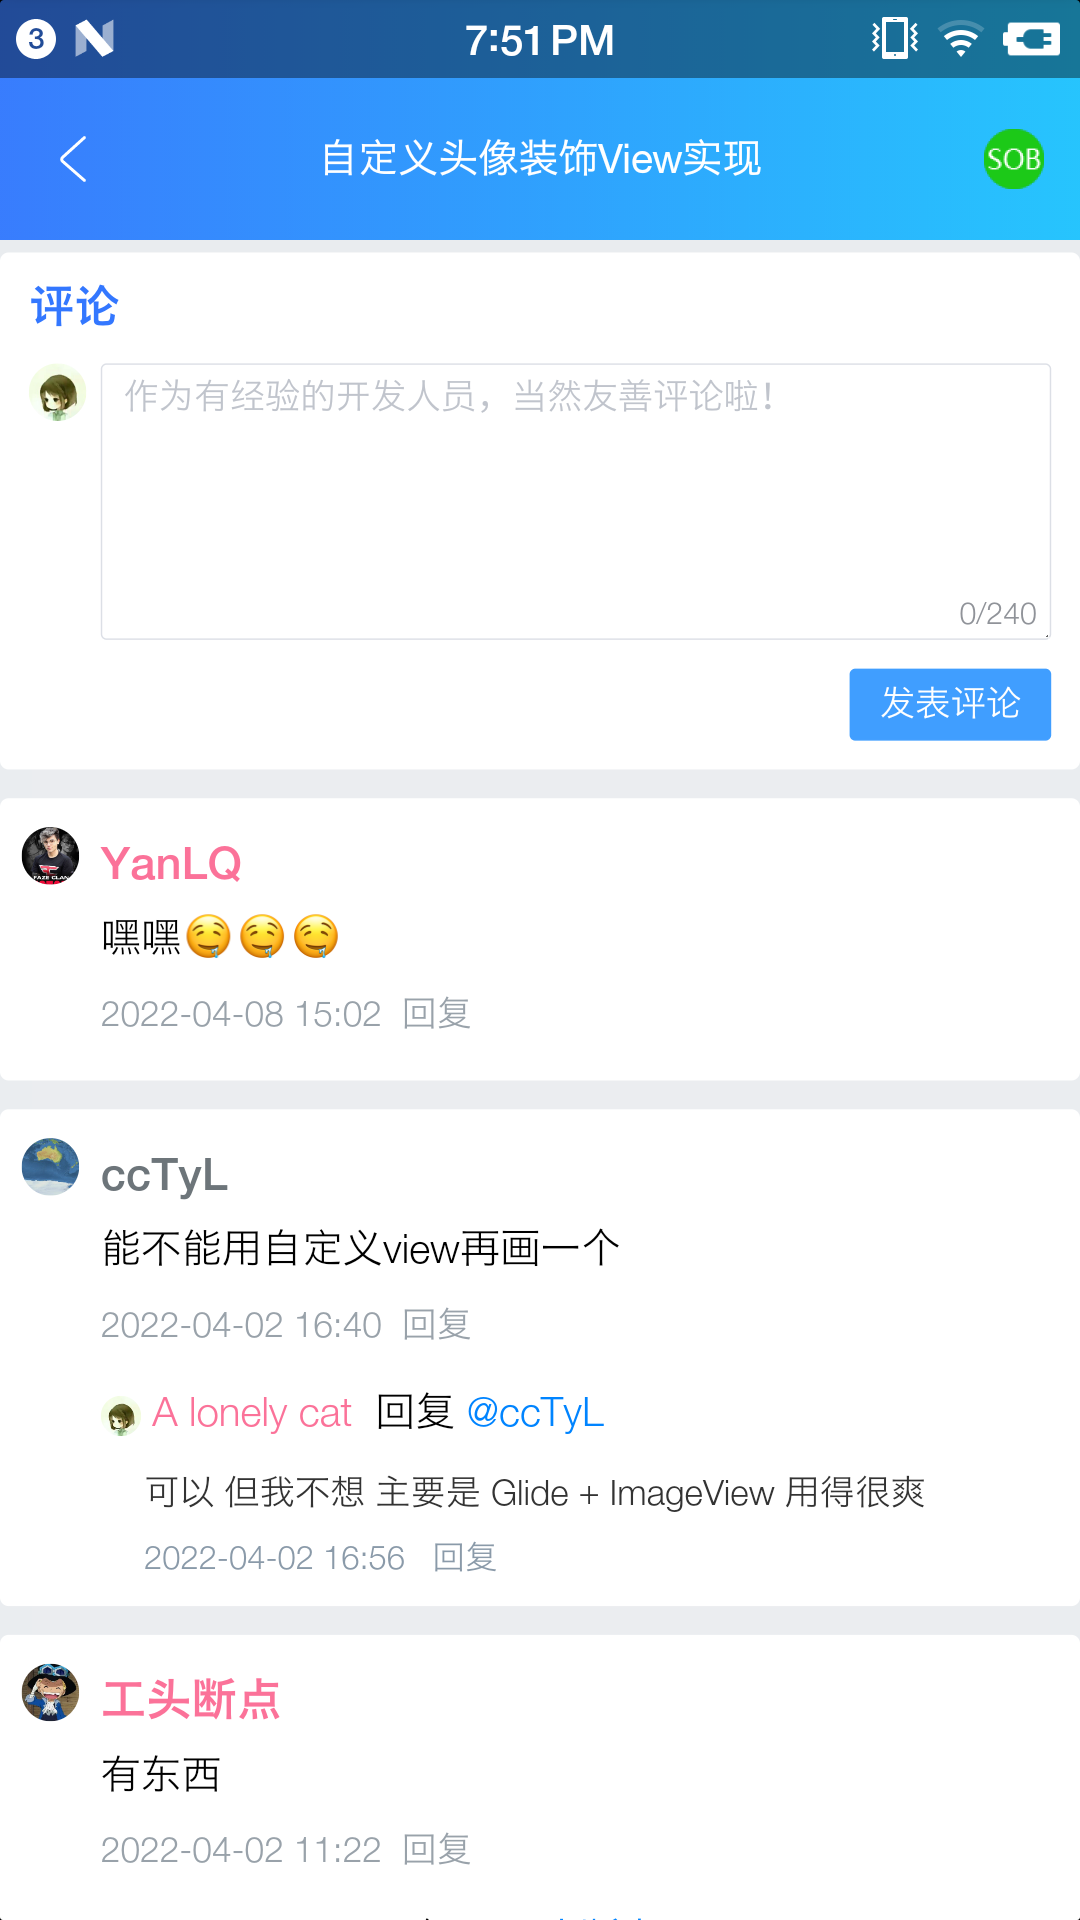 3
7:51 PM
自定义头像装饰View实现
SOB
评论
作为有经验的开发人员，当然友善评论啦！
0/240
发表评论
YanLQ
嘿嘿🤤🤤🤤
2022-04-08 15:02 回复
ccTyL
能不能用自定义view再画一个
2022-04-02 16:40 回复
A lonely cat 回复 @ccTyL
可以 但我不想 主要是 Glide + ImageView 用得很爽
2022-04-02 16:56 回复
工头断点
有东西
2022-04-02 11:22 回复